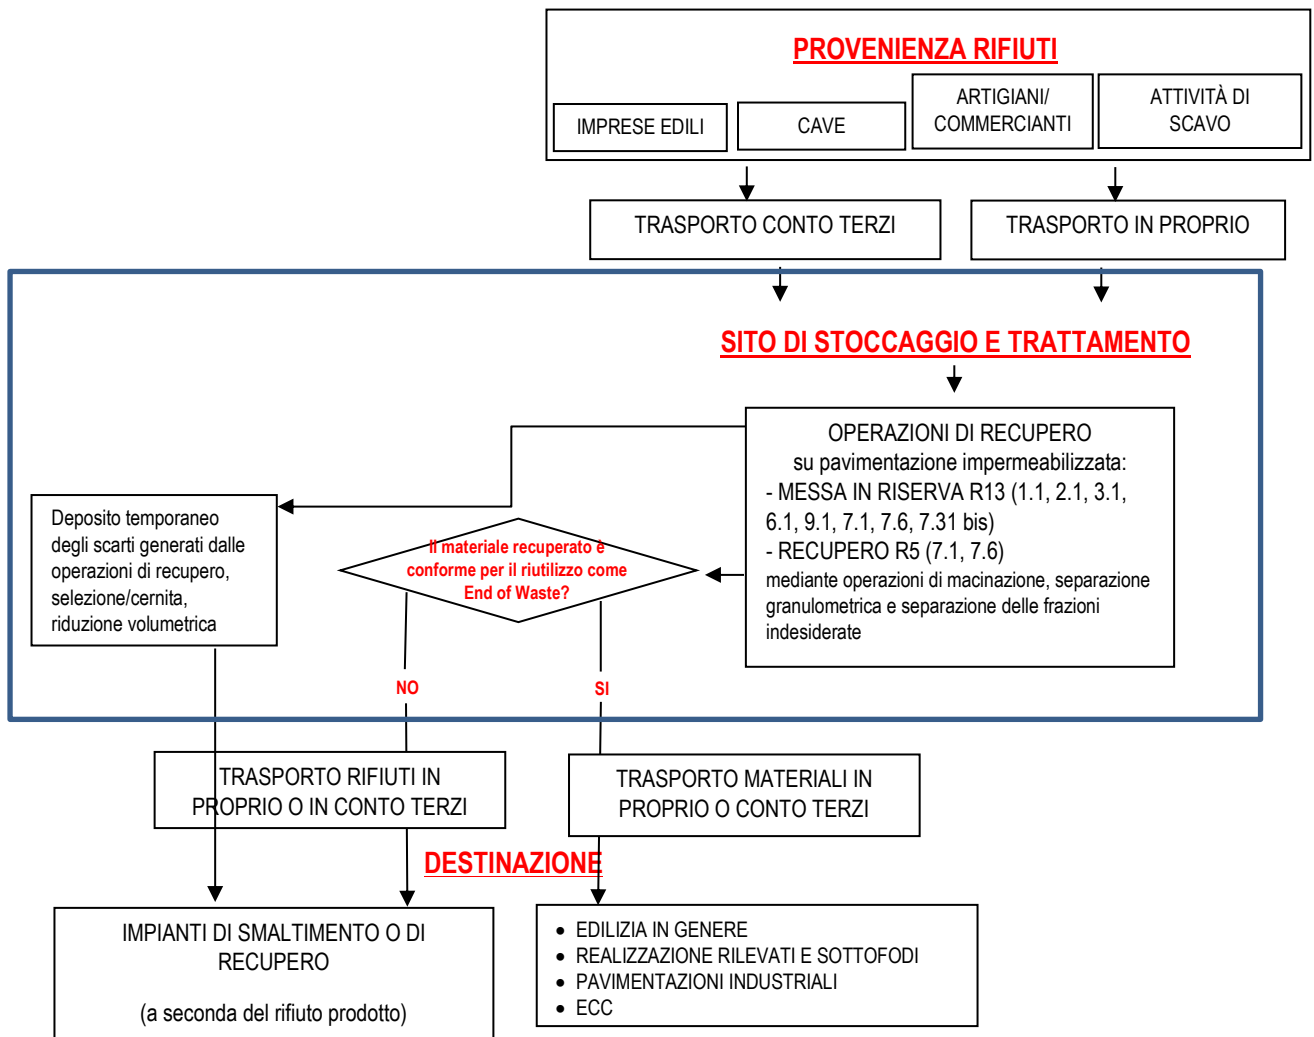 PROVENIENZA RIFIUTI
IMPRESE EDILI
CAVE
ARTIGIANI/
COMMERCIANTI
ATTIVITÀ DI
SCAVO
TRASPORTO CONTO TERZI
TRASPORTO IN PROPRIO
SITO DI STOCCAGGIO E TRATTAMENTO
OPERAZIONI DI RECUPERO
su pavimentazione impermeabilizzata:
- MESSA IN RISERVA R13 (1.1, 2.1, 3.1,
6.1, 9.1, 7.1, 7.6, 7.31 bis)
- RECUPERO R5 (7.1, 7.6)
mediante operazioni di macinazione, separazione
granulometrica e separazione delle frazioni
indesiderate
Deposito temporaneo
degli scarti generati dalle
operazioni di recupero,
selezione/cernita,
riduzione volumetrica
Il materiale recuperato è
conforme per il riutilizzo come
End of Waste?
NO
SI
TRASPORTO RIFIUTI IN
PROPRIO O IN CONTO TERZI
TRASPORTO MATERIALI IN
PROPRIO O CONTO TERZI
DESTINAZIONE
IMPIANTI DI SMALTIMENTO O DI
RECUPERO
(a seconda del rifiuto prodotto)
• EDILIZIA IN GENERE
• REALIZZAZIONE RILEVATI E SOTTOFODI
• PAVIMENTAZIONI INDUSTRIALI
• ECC